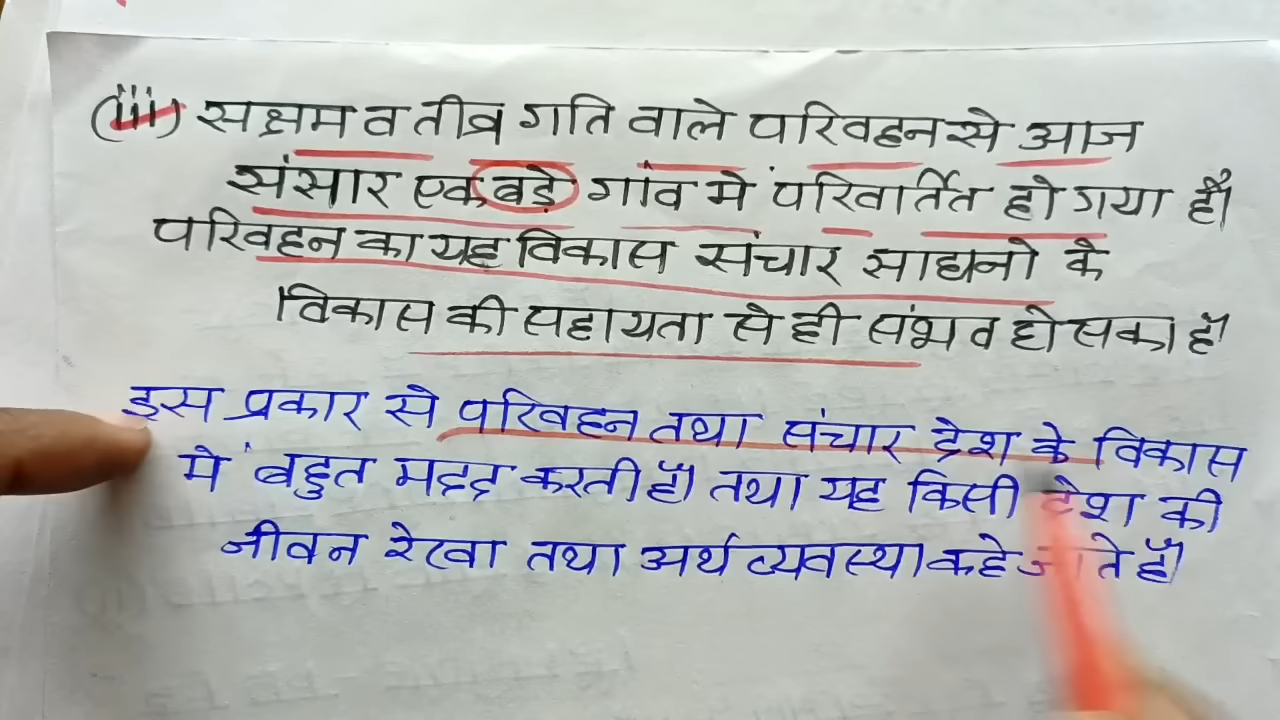 (iii) सक्षम व तीव्र गति वाले परिवहन से आज
संसार एक बड़े गांव में परिवार्तित हो गया है।
परिवहन का यह विकास संचार साधनो के
विकास की सहायता से ही संभव हो सका है।
इस प्रकार से परिवहन तथा संचार देश के विकास
में बहुत मदद करती है। तथा यह किसी देश की
जीवन रेखा तथा अर्थव्यवस्था कहे जाते है।